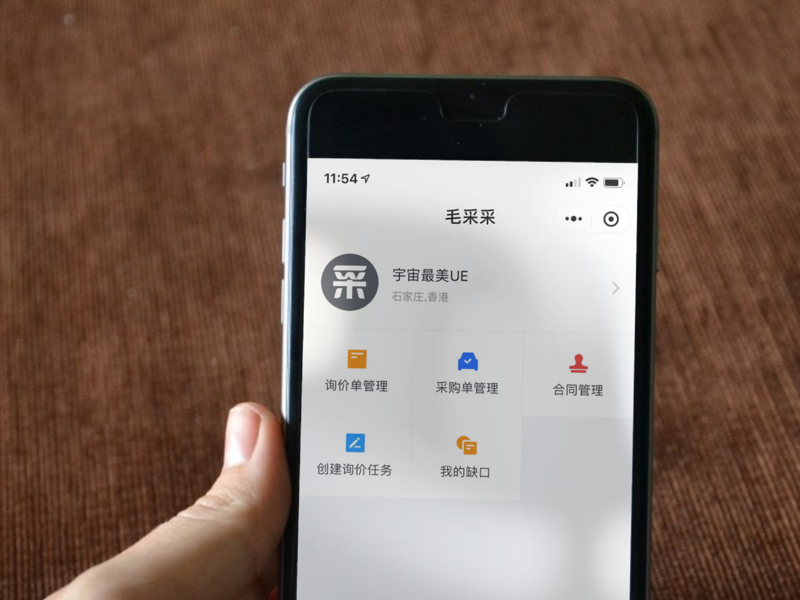 11:54
毛采采
采
宇宙最美UE
石家庄,香港
询价单管理
采购单管理
合同管理
创建询价任务
我的缺口